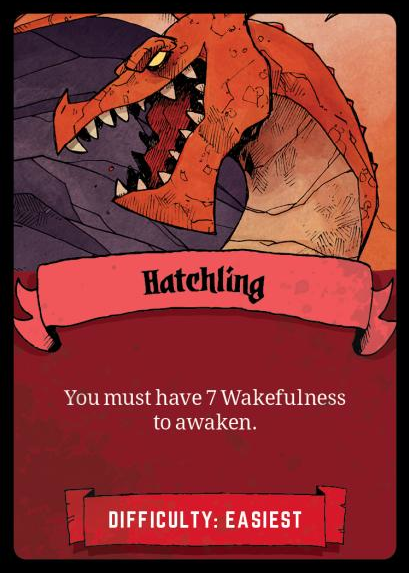 Hatchling
You must have 7 Wakefulness
to awaken.
DIFFICULTY: EASIEST